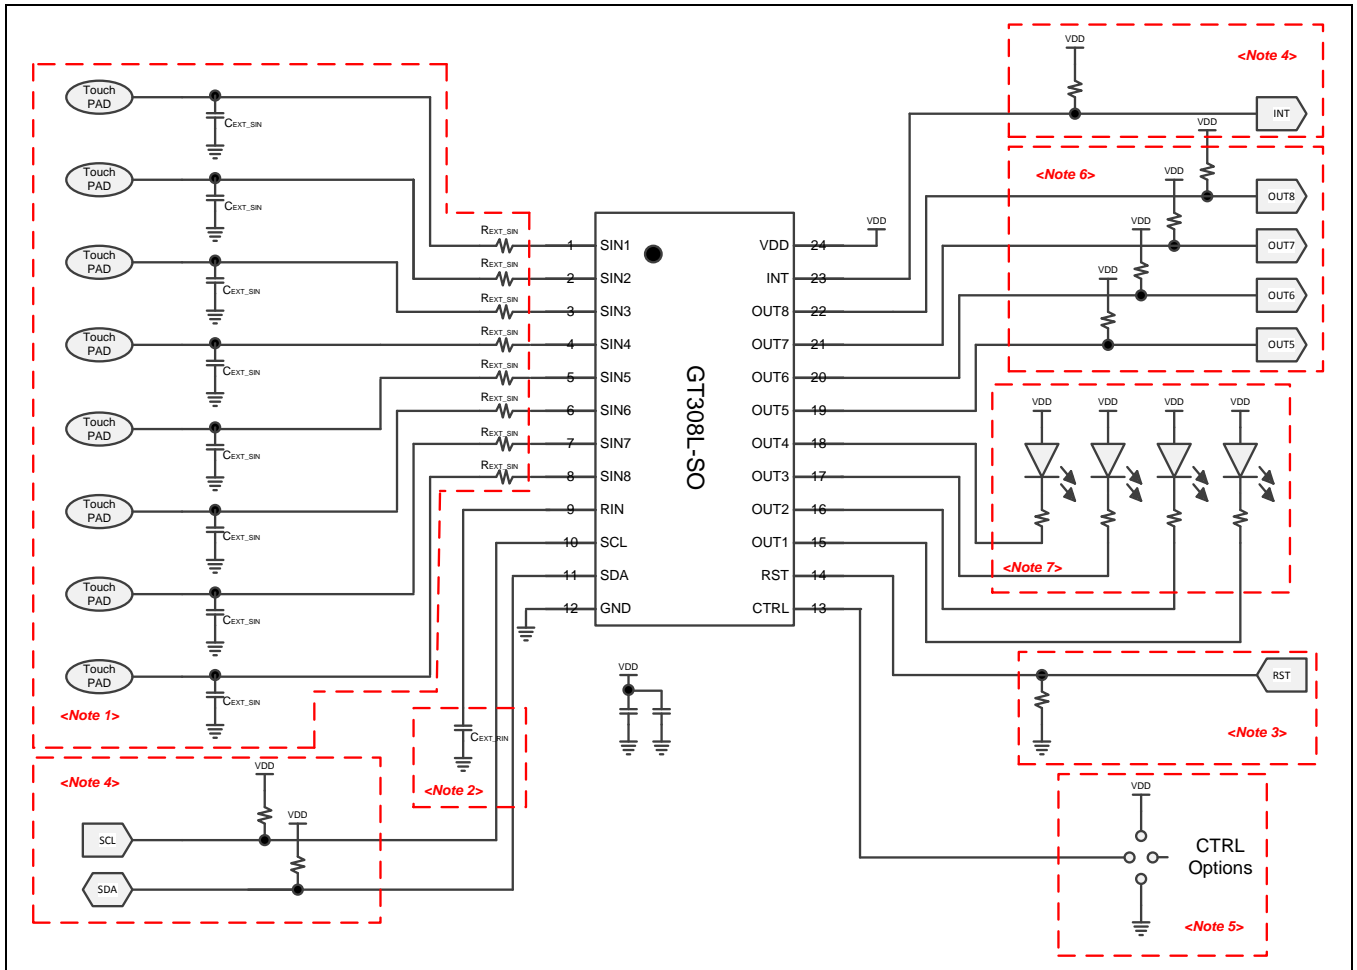 Touch
PAD
CEXT_SIN
Touch
PAD
CEXT_SIN
Touch
PAD
CEXT_SIN
Touch
PAD
CEXT_SIN
Touch
PAD
CEXT_SIN
Touch
PAD
CEXT_SIN
Touch
PAD
CEXT_SIN
Touch
PAD
CEXT_SIN
<Note 1>
REXT_SIN
REXT_SIN
REXT_SIN
REXT_SIN
REXT_SIN
REXT_SIN
REXT_SIN
REXT_SIN
1 SIN1
2 SIN2
3 SIN3
4 SIN4
5 SIN5
6 SIN6
7 SIN7
8 SIN8
9 RIN
10 SCL
11 SDA
12 GND
GT308L-SO
VDD 24
INT 23
OUT8 22
OUT7 21
OUT6 20
OUT5 19
OUT4 18
OUT3 17
OUT2 16
OUT1 15
RST 14
CTRL 13
VDD
VDD
<Note 4>
INT
VDD
<Note 6>
VDD
OUT8
VDD
OUT7
VDD
OUT6
OUT5
VDD
VDD
VDD
VDD
<Note 7>
RST
<Note 3>
VDD
CTRL
Options
<Note 5>
VDD
CEXT_RIN
<Note 2>
<Note 4>
VDD
VDD
SCL
SDA